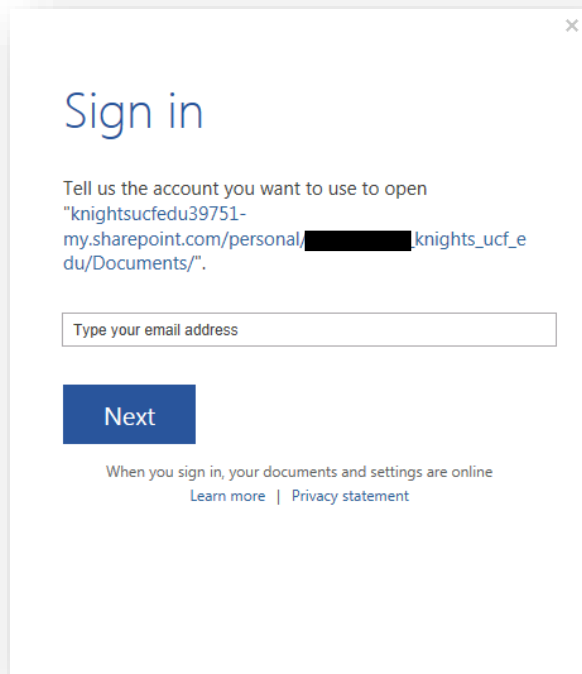 Sign in
Tell us the account you want to use to open
"knightsucfedu39751-
my.sharepoint.com/personal/ _knights_ucf_e
du/Documents/".
Type your email address
Next
When you sign in, your documents and settings are online
Learn more | Privacy statement